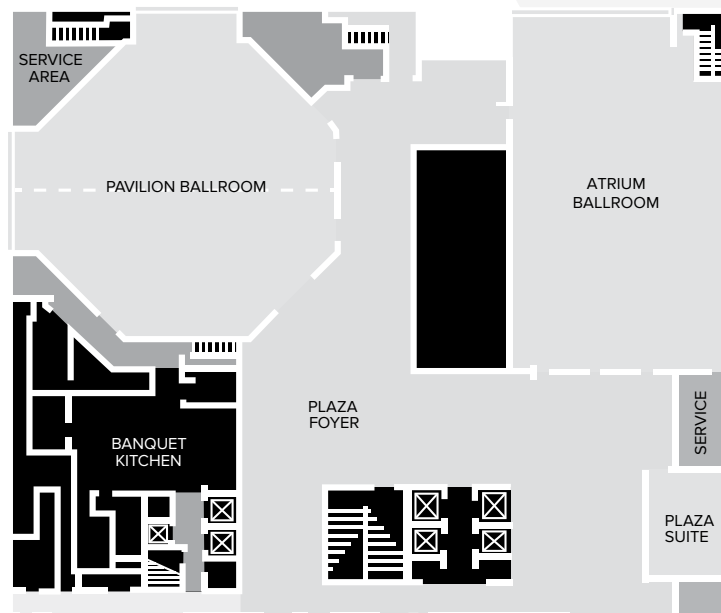 SERVICE
AREA
PAVILION BALLROOM
ATRIUM
BALLROOM
PLAZA
FOYER
SERVICE
BANQUET
KITCHEN
PLAZA
SUITE